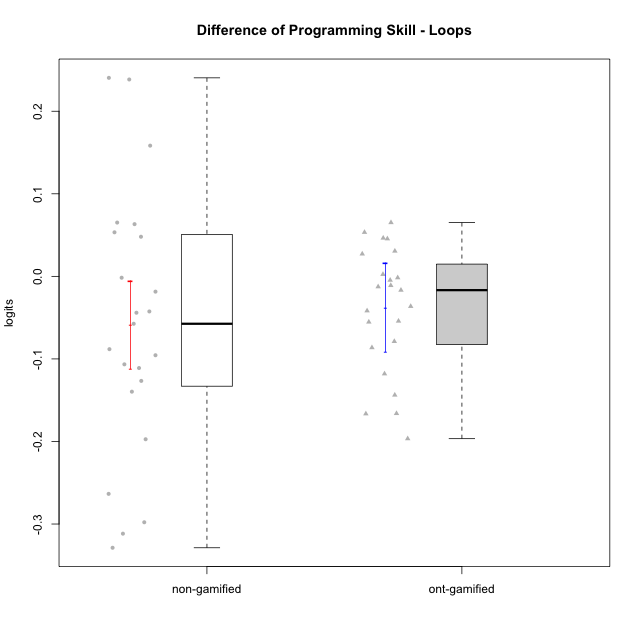 Difference of Programming Skill - Loops
logits
0.2
0.1
0.0
-0.1
-0.2
-0.3
non-gamified
ont-gamified